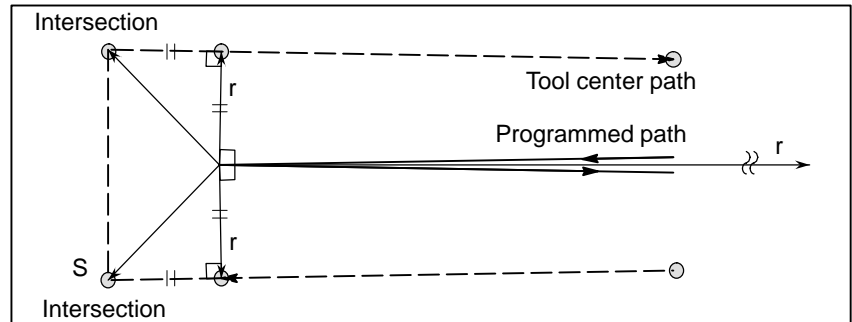 Intersection
r
Tool center path
Programmed path
r
r
S
Intersection